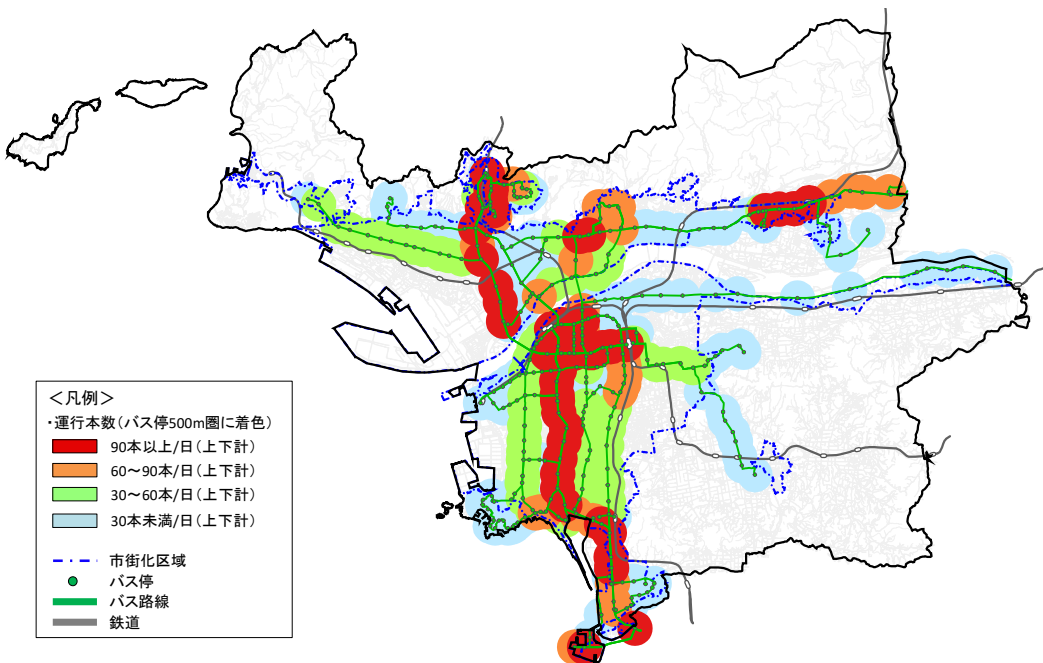 ＜凡例＞
・運行本数（バス停500m圏に着色）
90本以上/日（上下計）
60～90本/日（上下計）
30～60本/日（上下計）
30本未満/日（上下計）
市街化区域
バス停
バス路線
鉄道